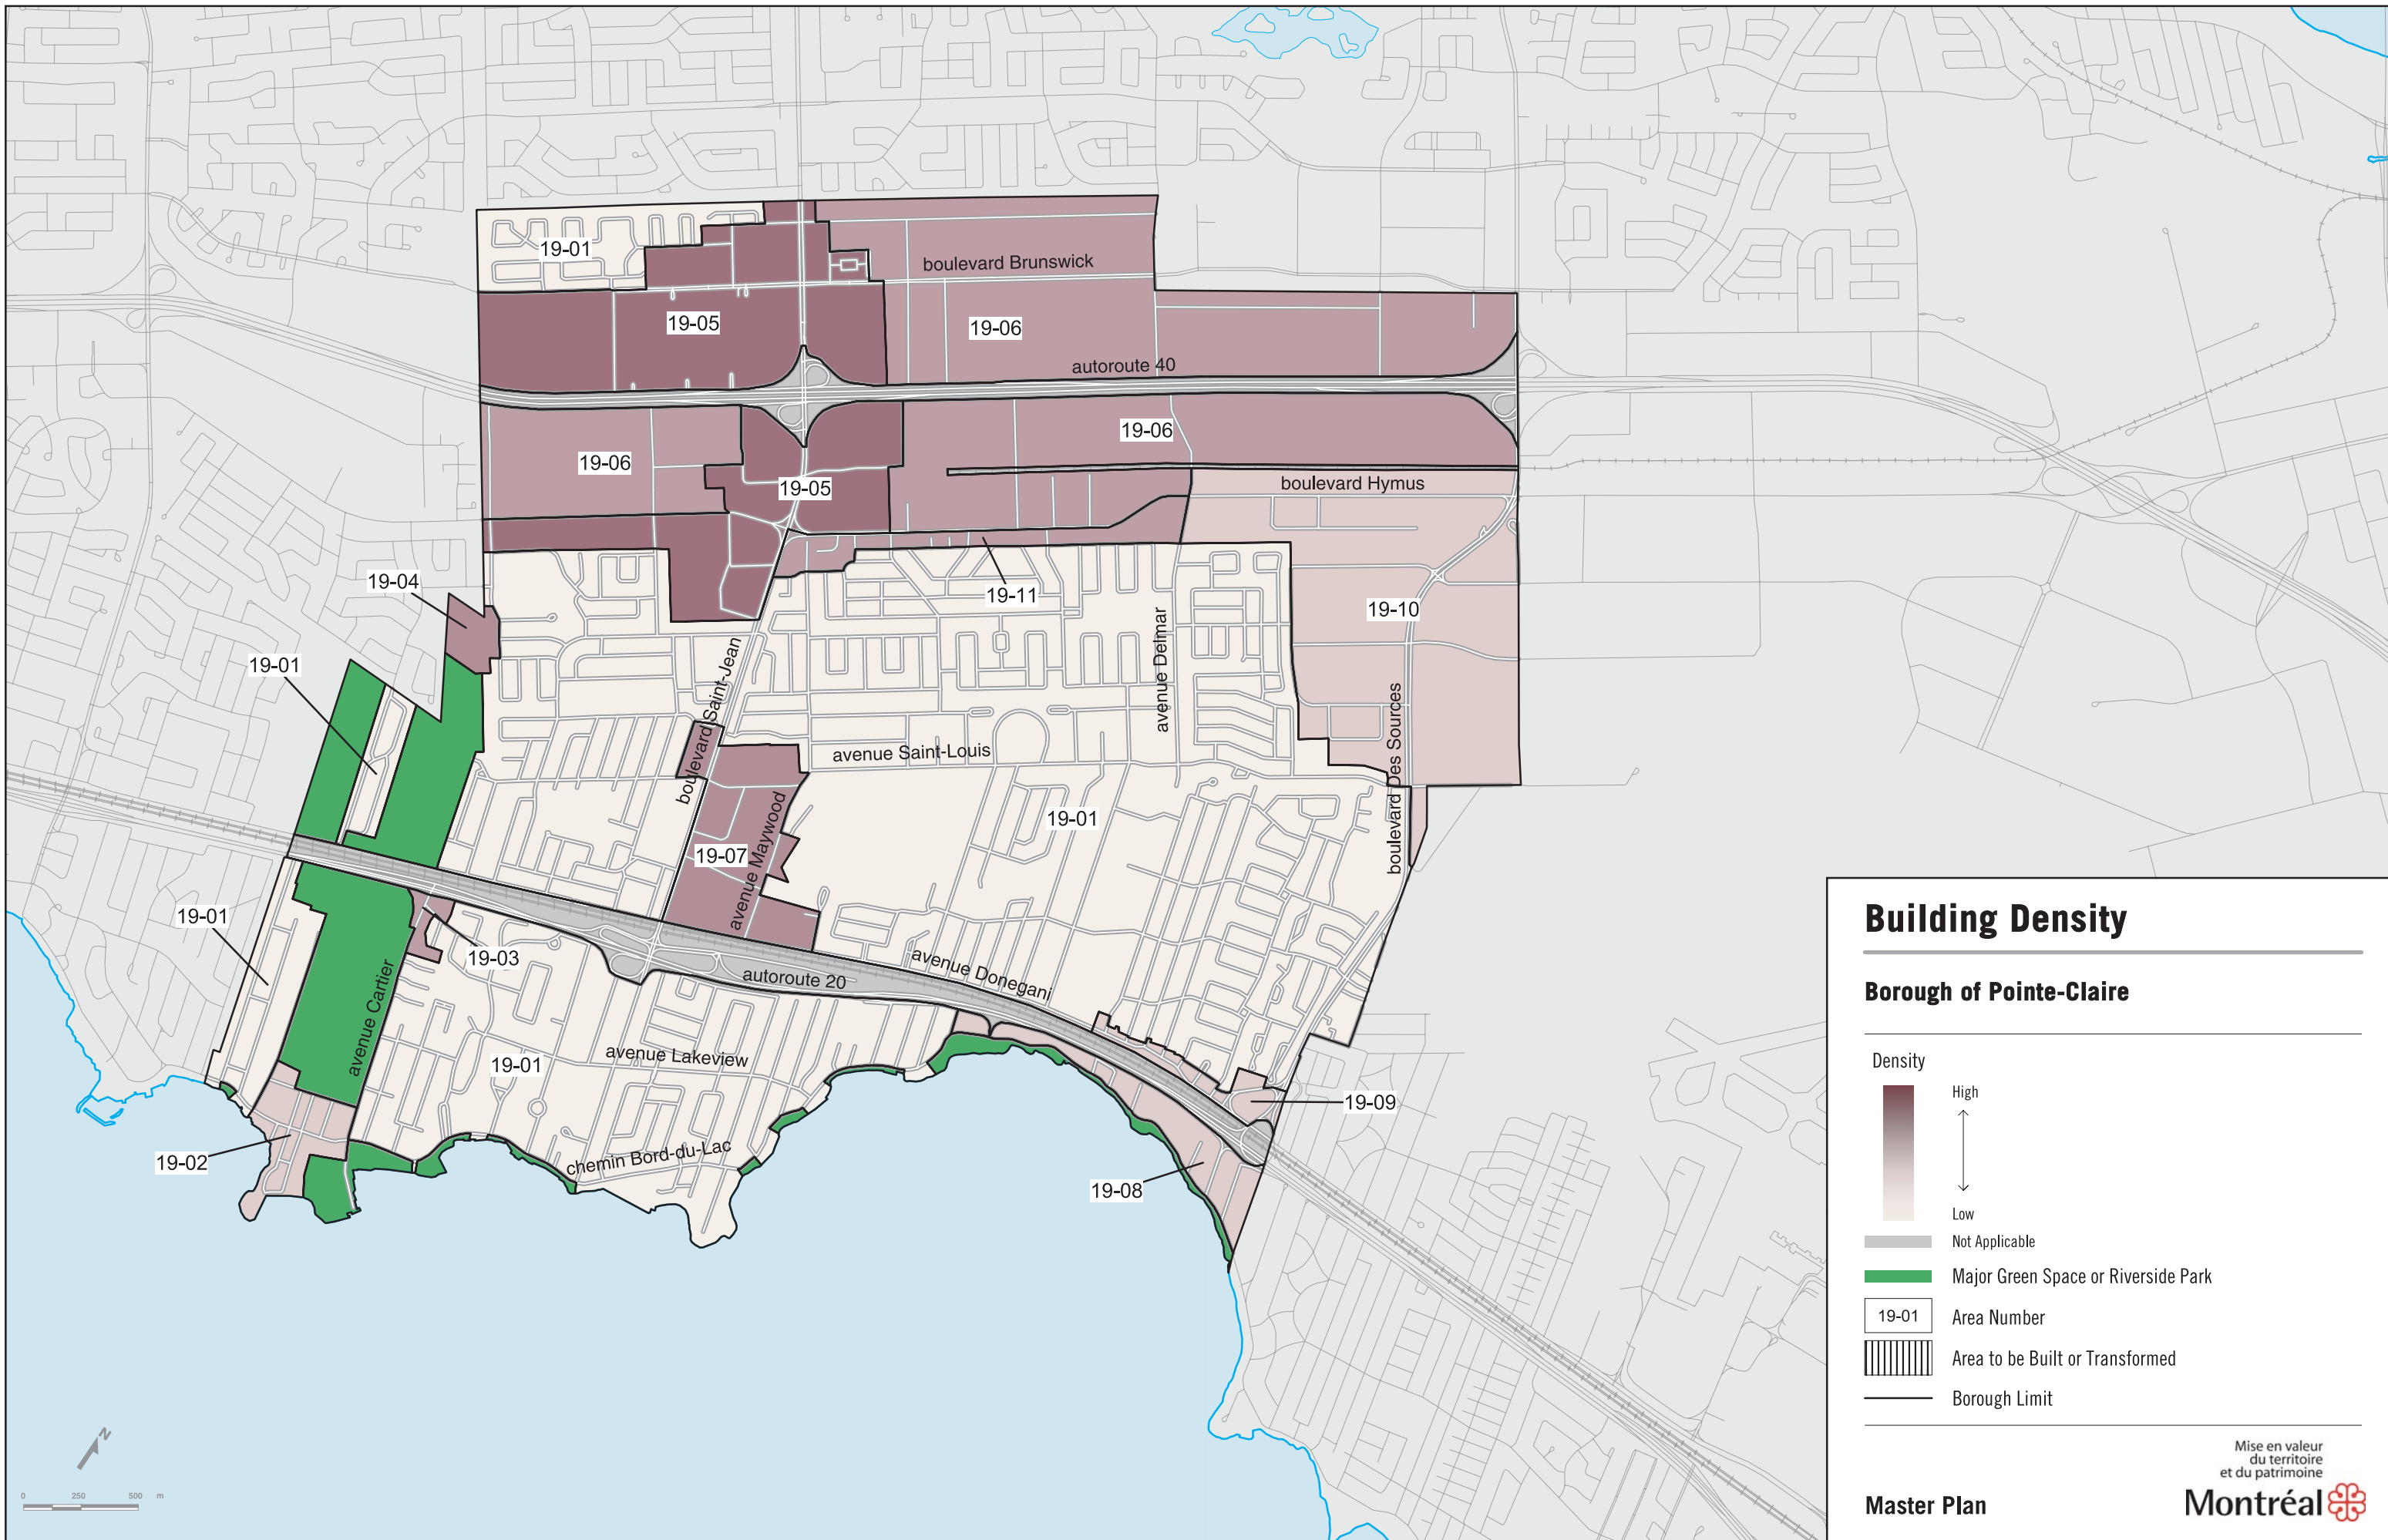 19-01
boulevard Brunswick
19-05
19-06
autoroute 40
19-06
19-06
19-05
boulevard Hymus
19-04
19-11
19-10
19-01
boulevard Saint-Jean
avenue Delmar
avenue Saint-Louis
boulevard Des Sources
19-01
avenue Maywood
19-07
19-01
19-03
avenue Donegani
autoroute 20
avenue Cartier
avenue Lakeview
19-01
19-09
chemin Bord-du-Lac
19-02
19-08
N
0 250 500 m
Building Density
Borough of Pointe-Claire
Density
High
Low
Not Applicable
Major Green Space or Riverside Park
19-01 Area Number
Area to be Built or Transformed
Borough Limit
Mise en valeur
du territoire
et du patrimoine
Master Plan
Montréal